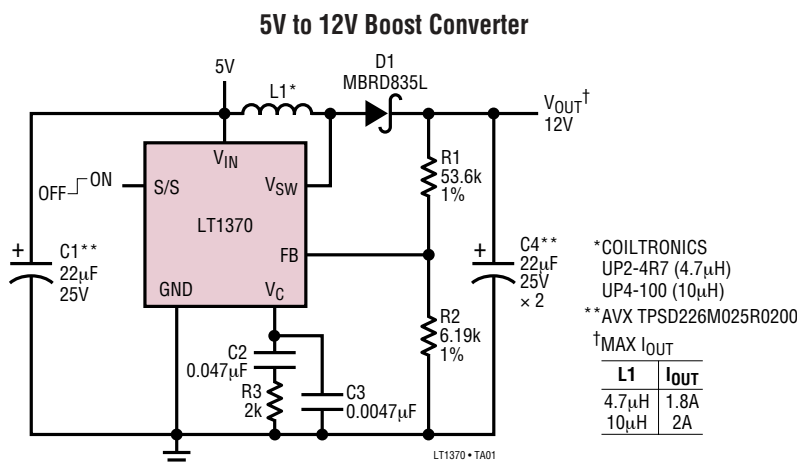 5V to 12V Boost Converter
5V
L1*
D1
MBRD835L
VOUT†
12V
VIN
S/S
VSW
OFF ON
LT1370
FB
GND
VC
R1
53.6k
1%
+
C1**
22µF
25V
+
C4**
22µF
25V
× 2
R2
6.19k
1%
C2
0.047µF
R3
2k
C3
0.0047µF
LT1370 • TA01
*COILTRONICS
UP2-4R7 (4.7µH)
UP4-100 (10µH)
**AVX TPSD226M025R0200
†MAX IOUT
L1 IOUT
4.7µH 1.8A
10µH 2A